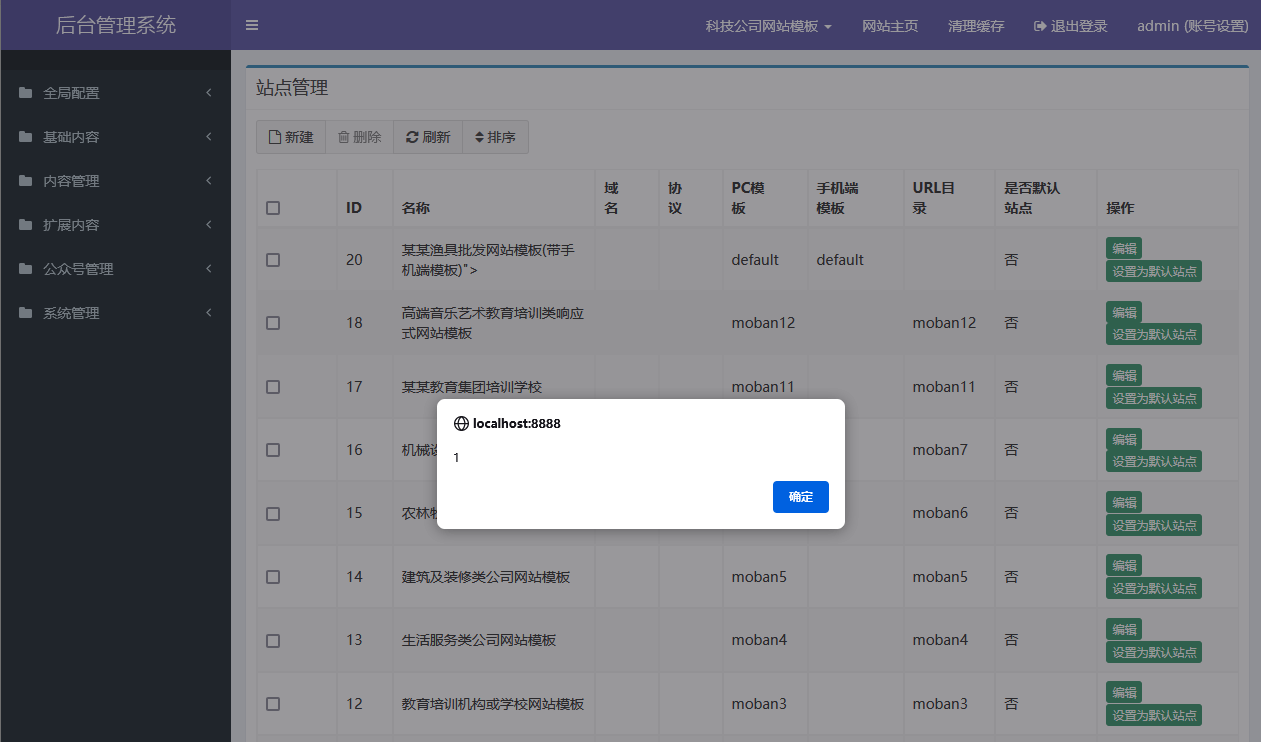 后台管理系统
科技公司网站模板 网站主页 清理缓存 退出登录 admin (账号设置)
全局配置
基础内容
内容管理
扩展内容
公众号管理
系统管理
站点管理
新建 删除 刷新 排序
ID 名称 域名 协议 PC模板 手机端模板 URL目录 是否默认站点 操作
20 某某渔具批发网站模板(带手 default default 否 编辑
机端模板)"> 设置为默认站点
18 高端音乐艺术教育培训类响应 moban12 moban12 否 编辑
式网站模板 设置为默认站点
17 某某教育集团培训学校 moban11 moban11 否 编辑
设置为默认站点
16 机械 moban7 否 编辑
设置为默认站点
15 农林 moban6 否 编辑
设置为默认站点
14 建筑及装修类公司网站模板 moban5 moban5 否 编辑
设置为默认站点
13 生活服务类公司网站模板 moban4 moban4 否 编辑
设置为默认站点
12 教育培训机构或学校网站模板 moban3 moban3 否 编辑
设置为默认站点
localhost:8888
1
确定